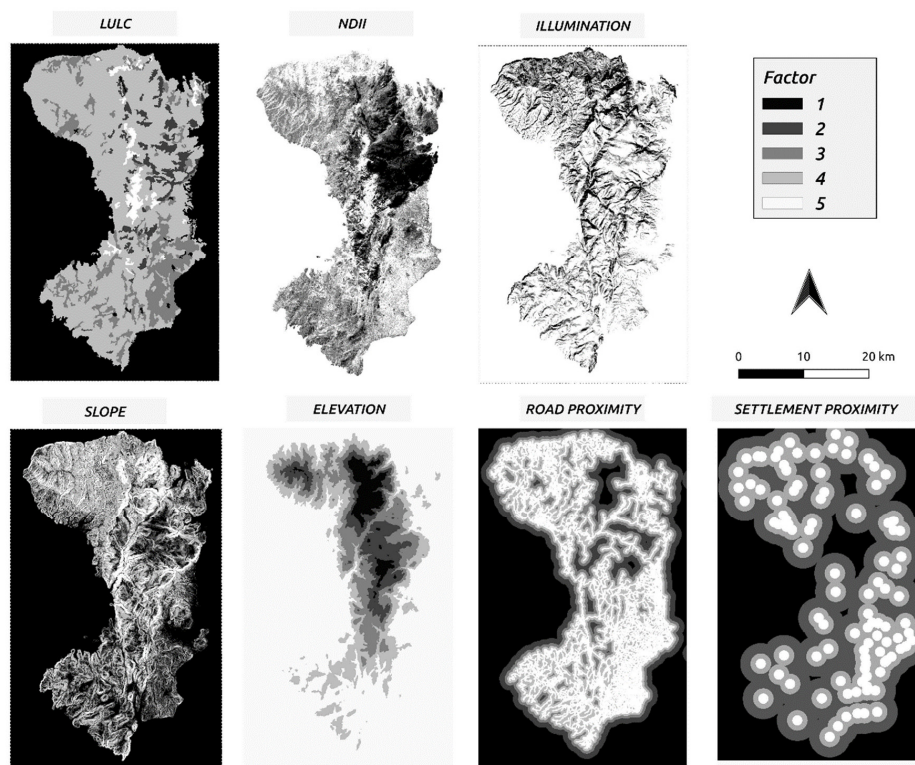 LULC
NDII
ILLUMINATION
Factor
1
2
3
4
5
0 10 20 km
SLOPE
ELEVATION
ROAD PROXIMITY
SETTLEMENT PROXIMITY